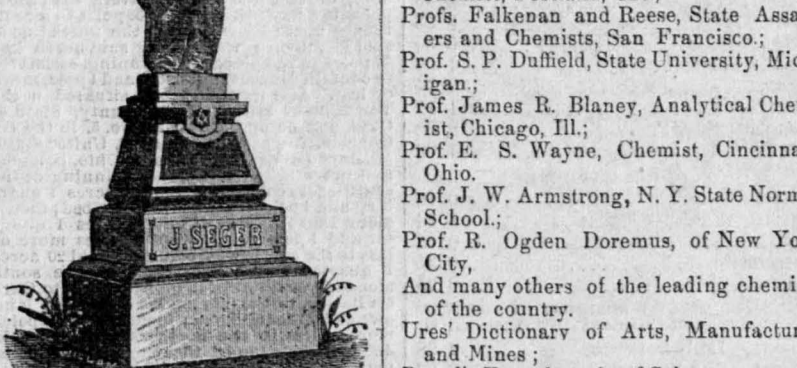 J. SEGER
Profs. Falkenan and Reese, State Assa
ers and Chemists, San Francisco.;
Prof. S. P. Duffield, State University, Mic
igan.;
Prof. James R. Blaney, Analytical Che
ist, Chicago, Ill.;
Prof. E. S. Wayne, Chemist, Cincinna
Ohio.
Prof. J. W. Armstrong, N. Y. State Norm
School.;
Prof. R. Ogden Doremus, of New Yo
City,
And many others of the leading chemi
of the country.
Ures' Dictionary of Arts, Manufactur
and Mines ;